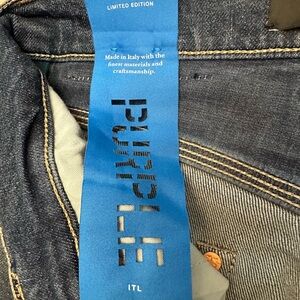 LIMITED EDITION
Made in Italy with the
finest materials and
craftsmanship.
PURPLE
ITL